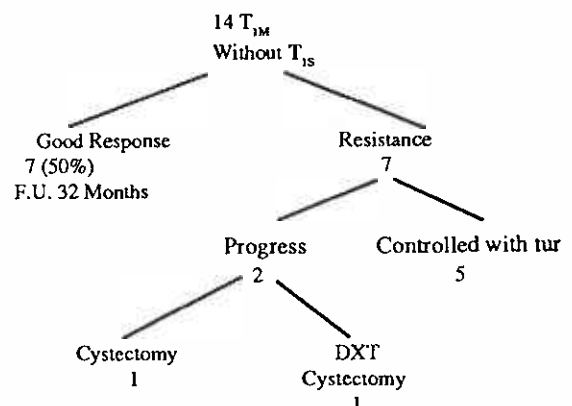 14 T₁M
Without T₁S
Good Response
7 (50%)
F.U. 32 Months
Resistance
7
Progress
2
Controlled with tur
5
Cystectomy
1
DXT
Cystectomy
1